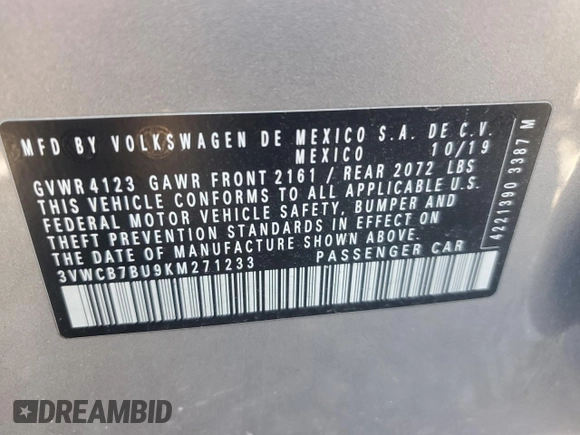 MFD BY VOLKSWAGEN DE MEXICO S.A. DE C.V.
MEXICO 10/19
GVWR 4123 GAWR FRONT 2161 / REAR 2072 LBS
THIS VEHICLE CONFORMS TO ALL APPLICABLE U.S.
FEDERAL MOTOR VEHICLE SAFETY, BUMPER AND
THEFT PREVENTION STANDARDS IN EFFECT ON
THE DATE OF MANUFACTURE SHOWN ABOVE.
3VWCB7BU9KM271233 PASSENGER CAR
4221390 3387 M
DREAMBID